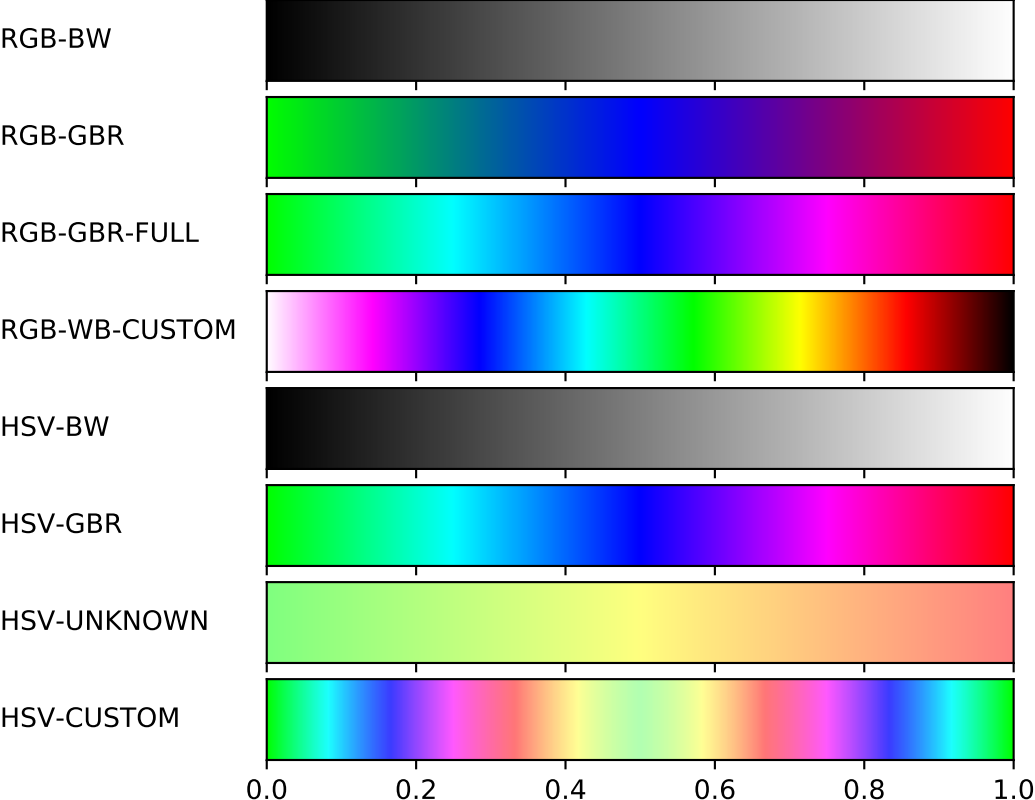 RGB-BW
RGB-GBR
RGB-GBR-FULL
RGB-WB-CUSTOM
HSV-BW
HSV-GBR
HSV-UNKNOWN
HSV-CUSTOM
0.0 0.2 0.4 0.6 0.8 1.0